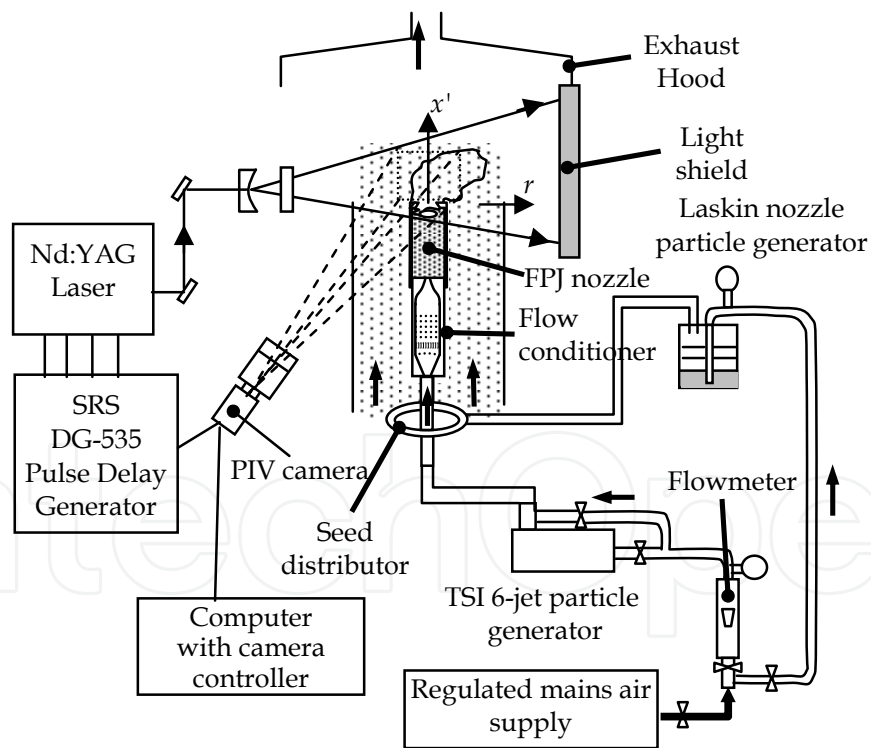 Exhaust
Hood
x'
Light
shield
r
Laskin nozzle
particle generator
Nd:YAG
Laser
FPJ nozzle
Flow
conditioner
SRS
DG-535
Pulse Delay
Generator
PIV camera
Flowmeter
Seed
distributor
TSI 6-jet particle
generator
Computer
with camera
controller
Regulated mains air
supply
ntechOpe